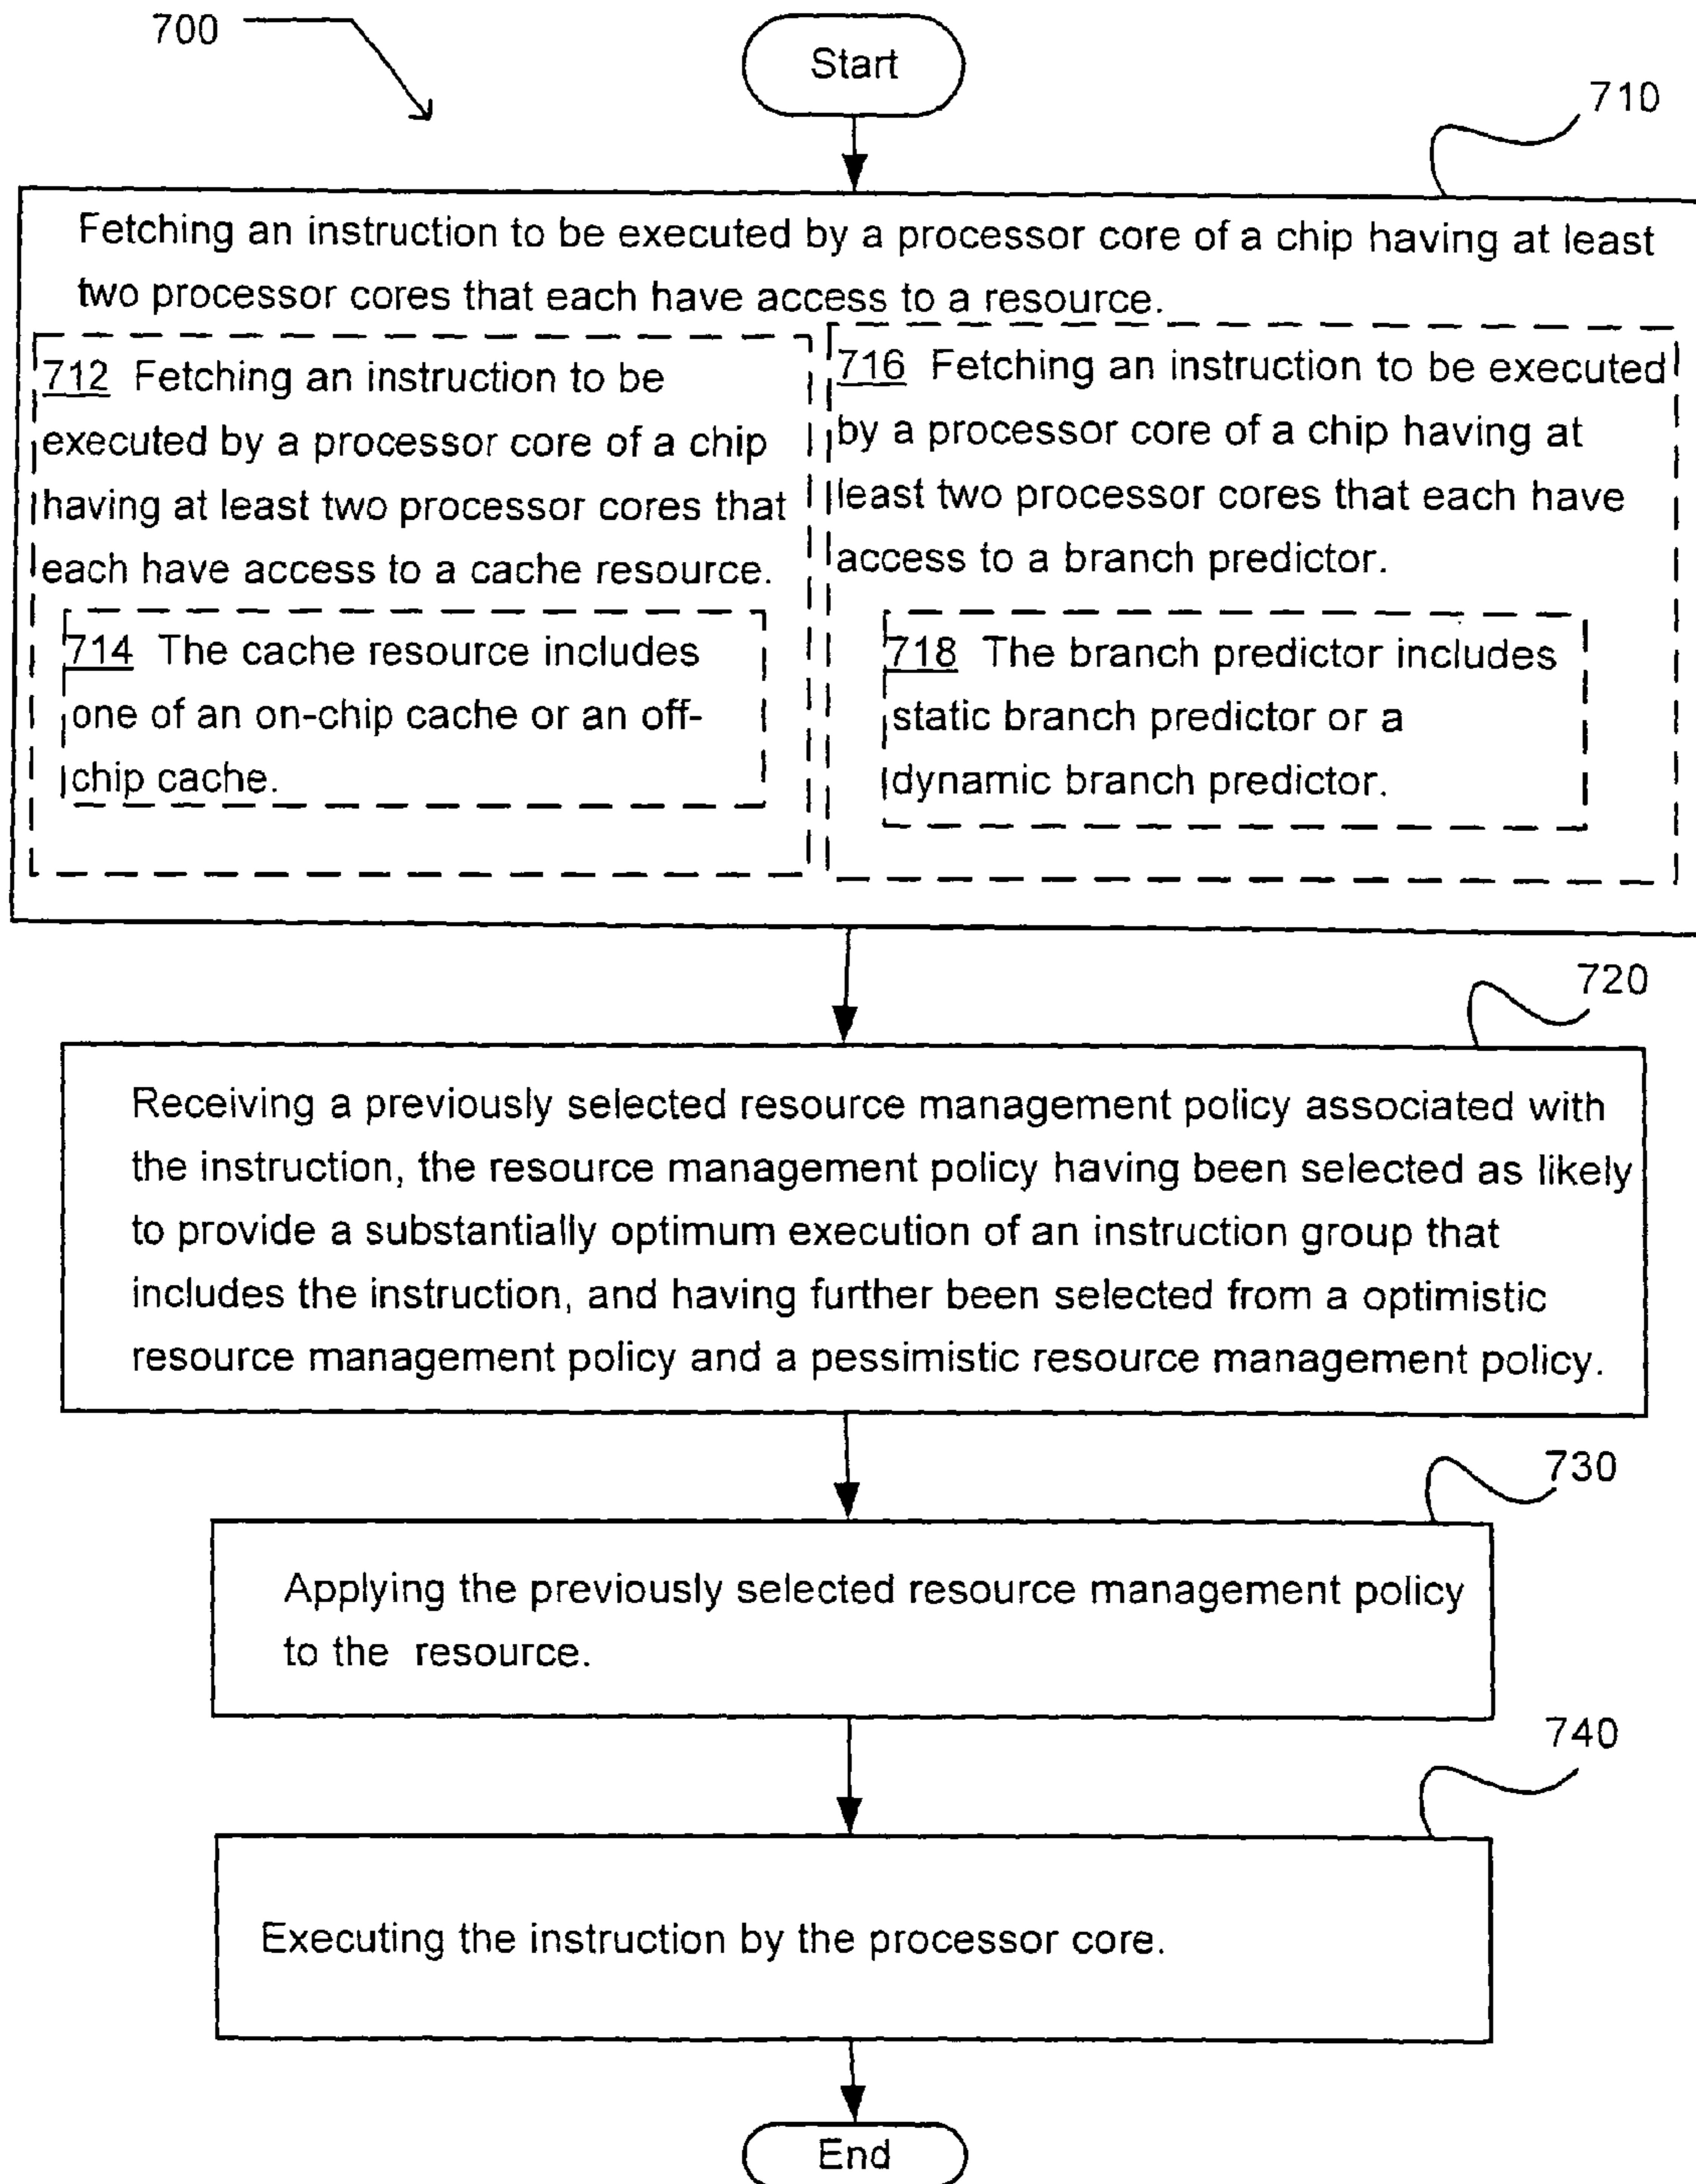 700
Start
710
Fetching an instruction to be executed by a processor core of a chip having at least
two processor cores that each have access to a resource.
712 Fetching an instruction to be
executed by a processor core of a chip
having at least two processor cores that
each have access to a cache resource.
714 The cache resource includes
one of an on-chip cache or an off-
chip cache.
716 Fetching an instruction to be executed
by a processor core of a chip having at
least two processor cores that each have
access to a branch predictor.
718 The branch predictor includes
static branch predictor or a
dynamic branch predictor.
720
Receiving a previously selected resource management policy associated with
the instruction, the resource management policy having been selected as likely
to provide a substantially optimum execution of an instruction group that
includes the instruction, and having further been selected from a optimistic
resource management policy and a pessimistic resource management policy.
730
Applying the previously selected resource management policy
to the resource.
740
Executing the instruction by the processor core.
End